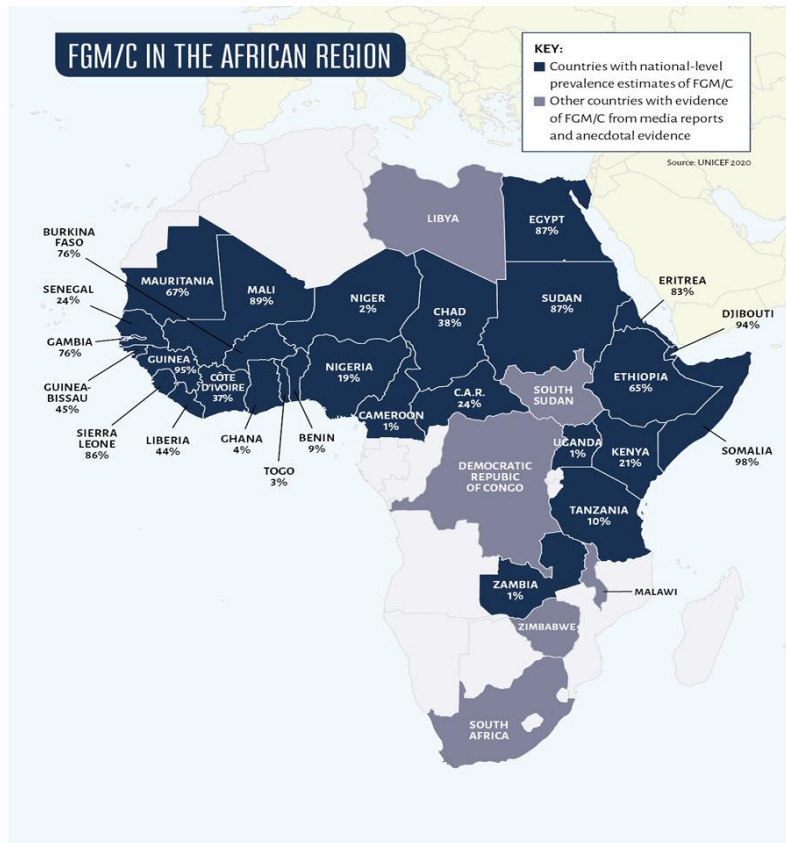 FGM/C IN THE AFRICAN REGION
KEY:
Countries with national-level
prevalence estimates of FGM/C
Other countries with evidence
of FGM/C from media reports
and anecdotal evidence
Source: UNICEF 2020
LIBYA
EGYPT
87%
BURKINA
FASO
76%
MAURITANIA
67%
MALI
89%
NIGER
2%
CHAD
38%
SUDAN
87%
ERITREA
83%
SENEGAL
24%
DJIBOUTI
94%
GAMBIA
76%
GUINEA
95%
CÔTE
D'IVOIRE
37%
NIGERIA
19%
C.A.R.
24%
SOUTH
SUDAN
ETHIOPIA
65%
GUINEA-
BISSAU
45%
SIERRA
LEONE
86%
LIBERIA
44%
GHANA
4%
TOGO
3%
BENIN
9%
CAMEROON
1%
UGANDA
1%
KENYA
21%
SOMALIA
98%
DEMOCRATIC
REPUBLIC
OF CONGO
TANZANIA
10%
ZAMBIA
1%
MALAWI
ZIMBABWE
SOUTH
AFRICA